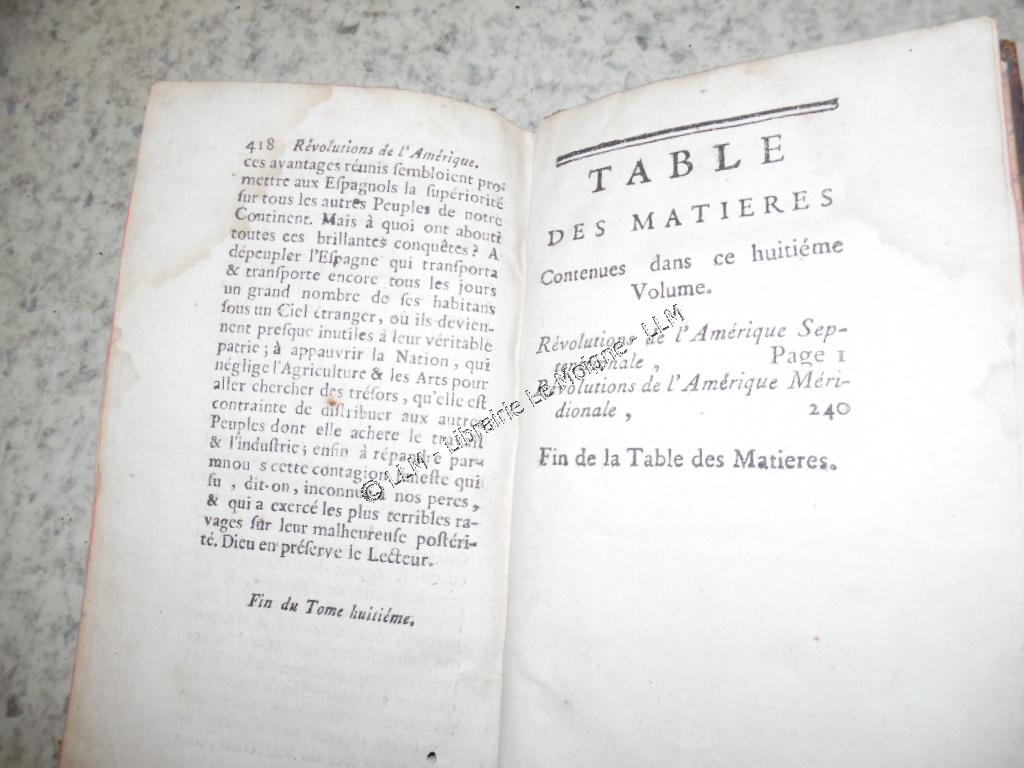 418 Révolutions de l'Amérique.
ces avantages réunis sembloient pro-
mettre aux Espagnols la supériorité
sur tous les autres Peuples de notre
Continent. Mais à quoi ont abouti
toutes ces brillantes conquêtes? A
dépeupler l'Espagne qui transporta
& transporte encore tous les jours
un grand nombre de ses habitans
sous un Ciel étranger, où ils devien-
nent presque inutiles à leur véritable
patrie; à appauvrir la Nation, qui
néglige l'Agriculture & les Arts pour
aller chercher des trésors, qu'elle est
contrainte de distribuer aux autres
Peuples dont elle achete le travail
& l'industrie; enfin à répandre par-
mnou s cette contagion funeste qui
fu, dit-on, inconnu à nos peres,
& qui a exercé les plus terribles ra-
vages sur leur malheureuse postéri-
té. Dieu en préserve le Lecteur.
Fin du Tome huitiéme.
TABLE
DES MATIERES
Contenues dans ce huitiéme
Volume.
Révolutions de l'Amérique Sep-
tentrionale, Page 1
Révolutions de l'Amérique Méri-
dionale, 240
Fin de la Table des Matieres.
© LLM - Librairie Le Moigne - LLM